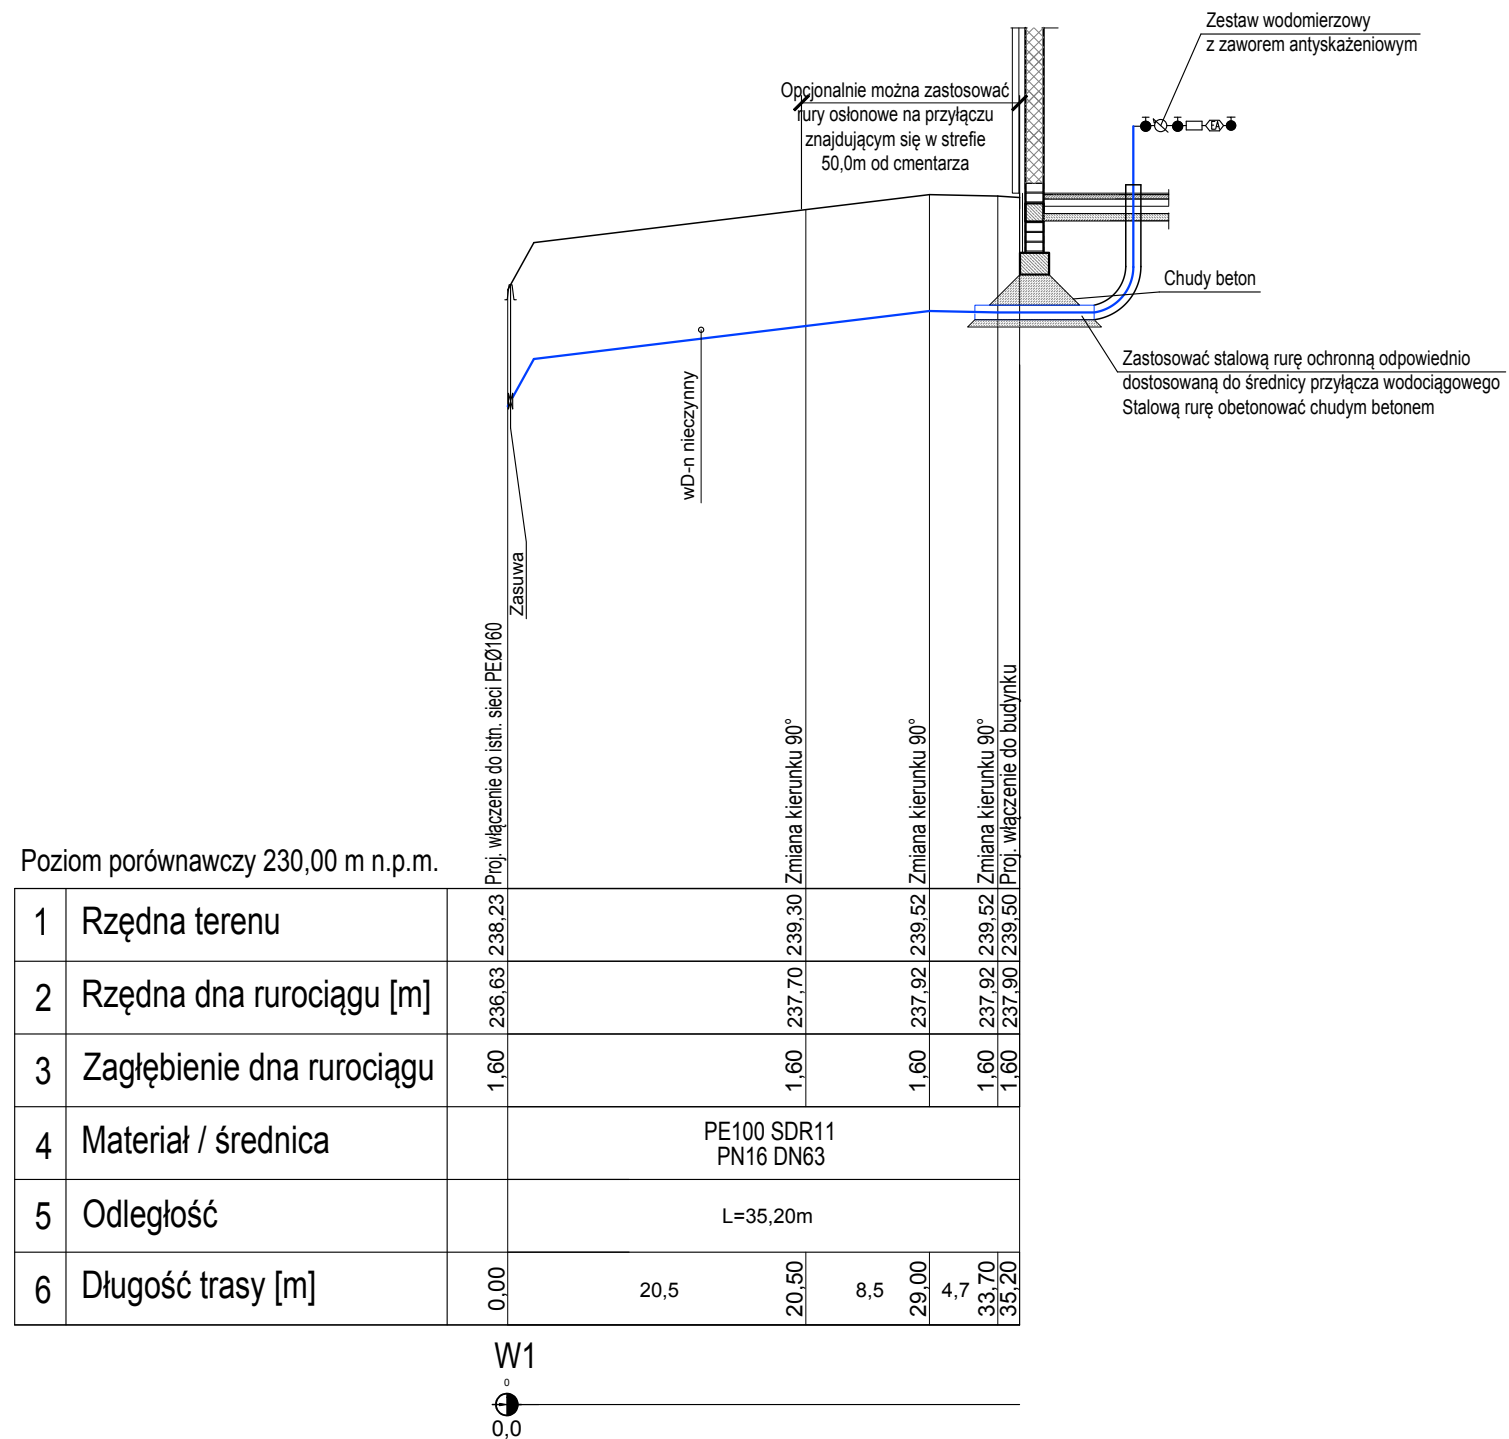 Zestaw wodomierzowy
z zaworem antyskażeniowym
Opcjonalnie można zastosować
rury osłonowe na przyłączu
znajdującym się w strefie
50,0m od cmentarza
EA
Chudy beton
Zastosować stalową rurę ochronną odpowiednio
dostosowaną do średnicy przyłącza wodociągowego
Stalową rurę obetonować chudym betonem
wD-n nieczynny
Zasuwa
Proj. włączenie do istn. sieci PEØ160
Zmiana kierunku 90°
Zmiana kierunku 90°
Zmiana kierunku 90°
Proj. włączenie do budynku
Poziom porównawczy 230,00 m n.p.m.
1 Rzędna terenu 238,23 239,30 239,52 239,52 239,50
2 Rzędna dna rurociągu [m] 236,63 237,70 237,92 237,92 237,90
3 Zagłębienie dna rurociągu 1,60 1,60 1,60 1,60 1,60
4 Materiał / średnica PE100 SDR11
PN16 DN63
5 Odległość L=35,20m
6 Długość trasy [m] 0,00 20,5 20,50 8,5 29,00 4,7 33,70 35,20
W1
0
0,0